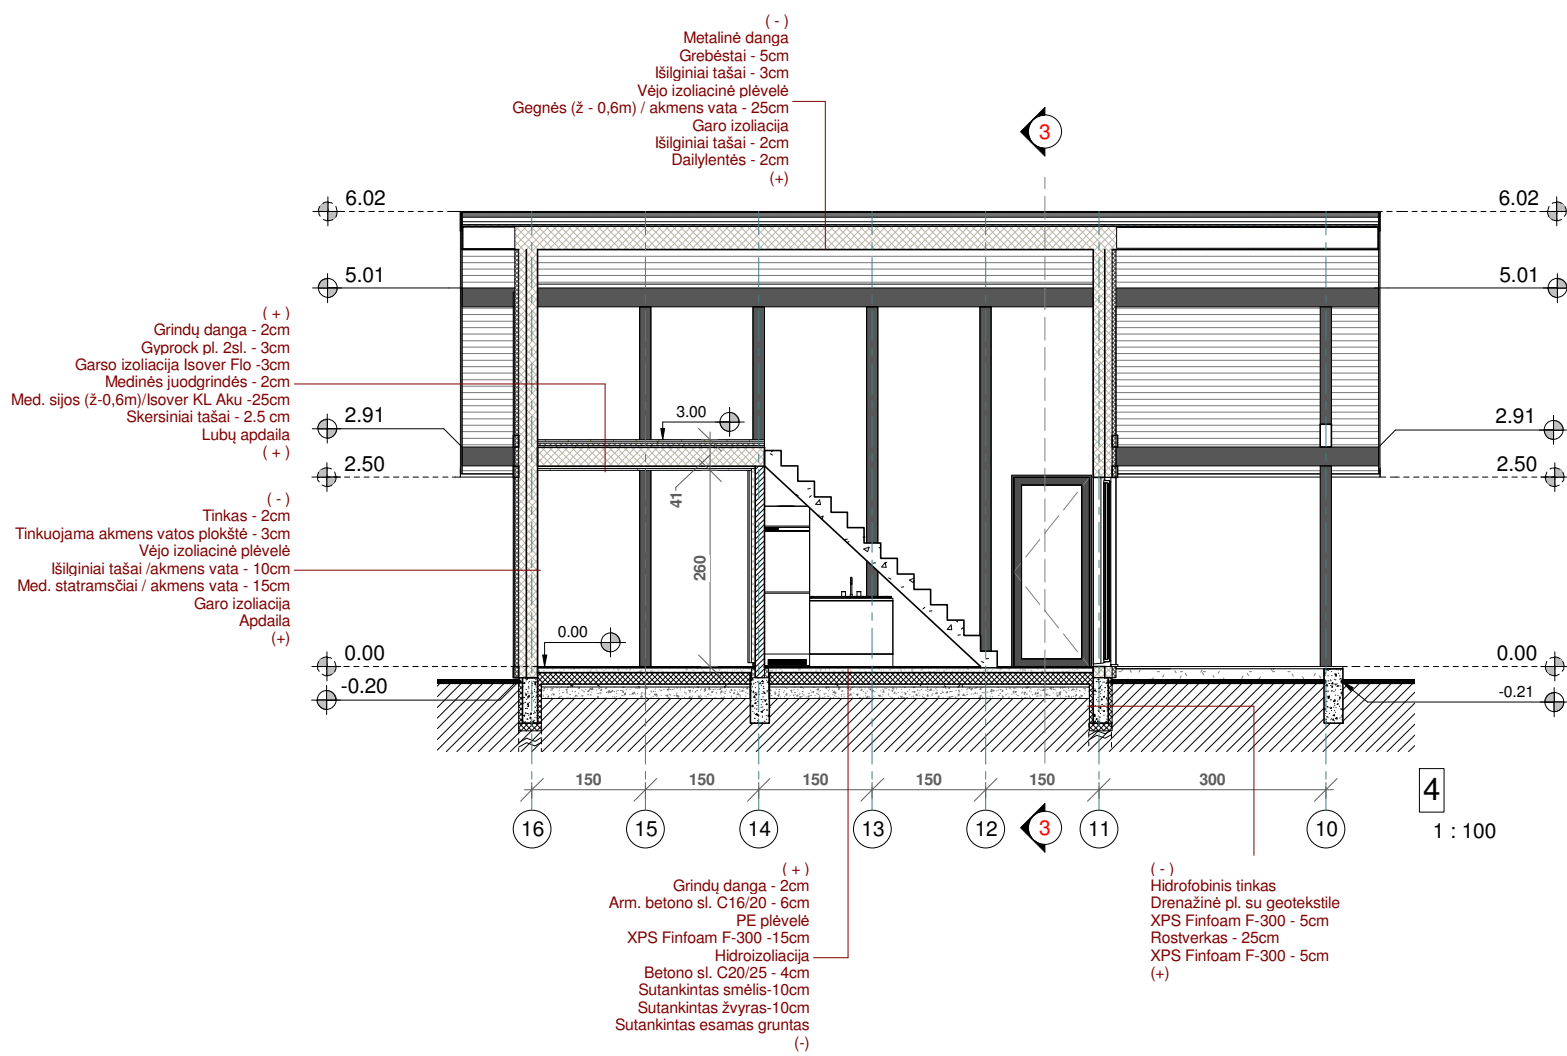 ( - )
Metalinė danga
Grebėstai - 5cm
Išilginiai tašai - 3cm
Vėjo izoliacinė plėvelė
Gegnės (ž - 0,6m) / akmens vata - 25cm
Garo izoliacija
Išilginiai tašai - 2cm
Dailylentės - 2cm
(+)
3
6.02
6.02
5.01
5.01
( + )
Grindų danga - 2cm
Gyprock pl. 2sl. - 3cm
Garso izoliacija Isover Flo -3cm
Medinės juodgrindės - 2cm
Med. sijos (ž-0,6m)/Isover KL Aku -25cm
Skersiniai tašai - 2.5 cm
Lubų apdaila
( + )
2.91
3.00
2.91
2.50
2.50
41
260
( - )
Tinkas - 2cm
Tinkuojama akmens vatos plokštė - 3cm
Vėjo izoliacinė plėvelė
Išilginiai tašai /akmens vata - 10cm
Med. statramsčiai / akmens vata - 15cm
Garo izoliacija
Apdaila
(+)
0.00
0.00
0.00
-0.20
-0.21
150
150
150
150
150
300
16
15
14
13
12
3
11
10
4
1 : 100
( + )
Grindų danga - 2cm
Arm. betono sl. C16/20 - 6cm
PE plėvelė
XPS Finfoam F-300 -15cm
Hidroizoliacija
Betono sl. C20/25 - 4cm
Sutankintas smėlis-10cm
Sutankintas žvyras-10cm
Sutankintas esamas gruntas
(-)
( - )
Hidrofobinis tinkas
Drenažinė pl. su geotekstile
XPS Finfoam F-300 - 5cm
Rostverkas - 25cm
XPS Finfoam F-300 - 5cm
(+)